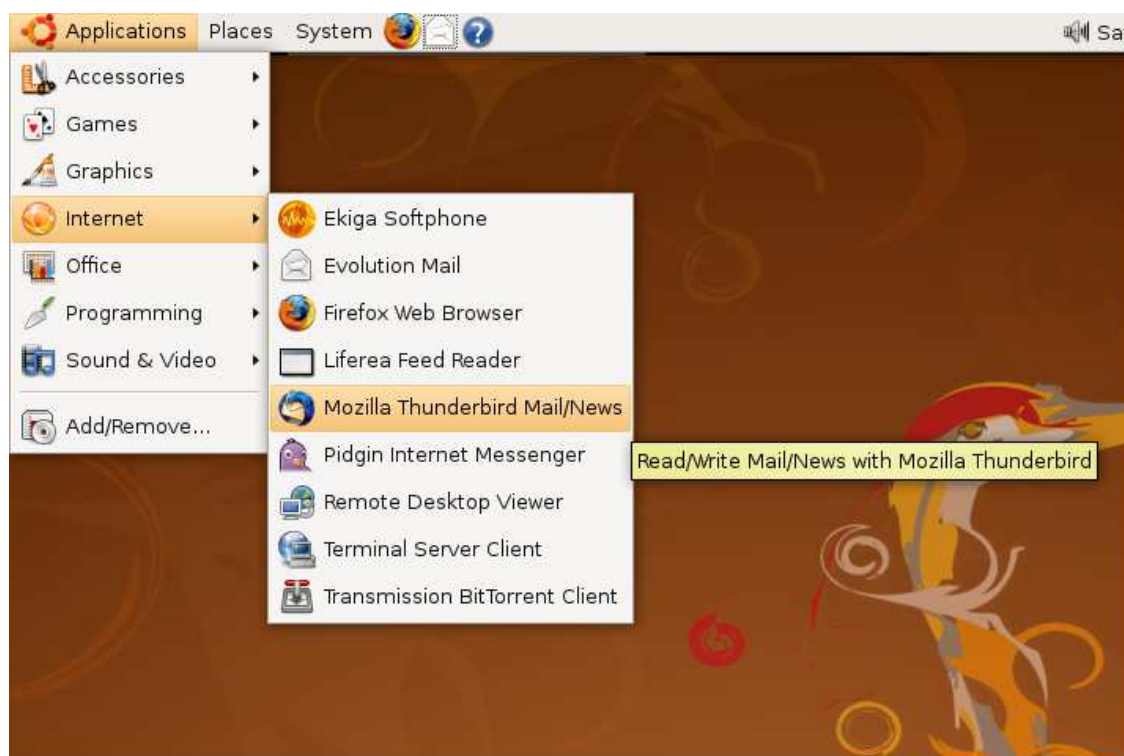 Applications Places System Sa
Accessories
Games
Graphics
Internet
Office
Programming
Sound & Video
Add/Remove...
Ekiga Softphone
Evolution Mail
Firefox Web Browser
Liferea Feed Reader
Mozilla Thunderbird Mail/News
Pidgin Internet Messenger
Remote Desktop Viewer
Terminal Server Client
Transmission BitTorrent Client
Read/Write Mail/News with Mozilla Thunderbird